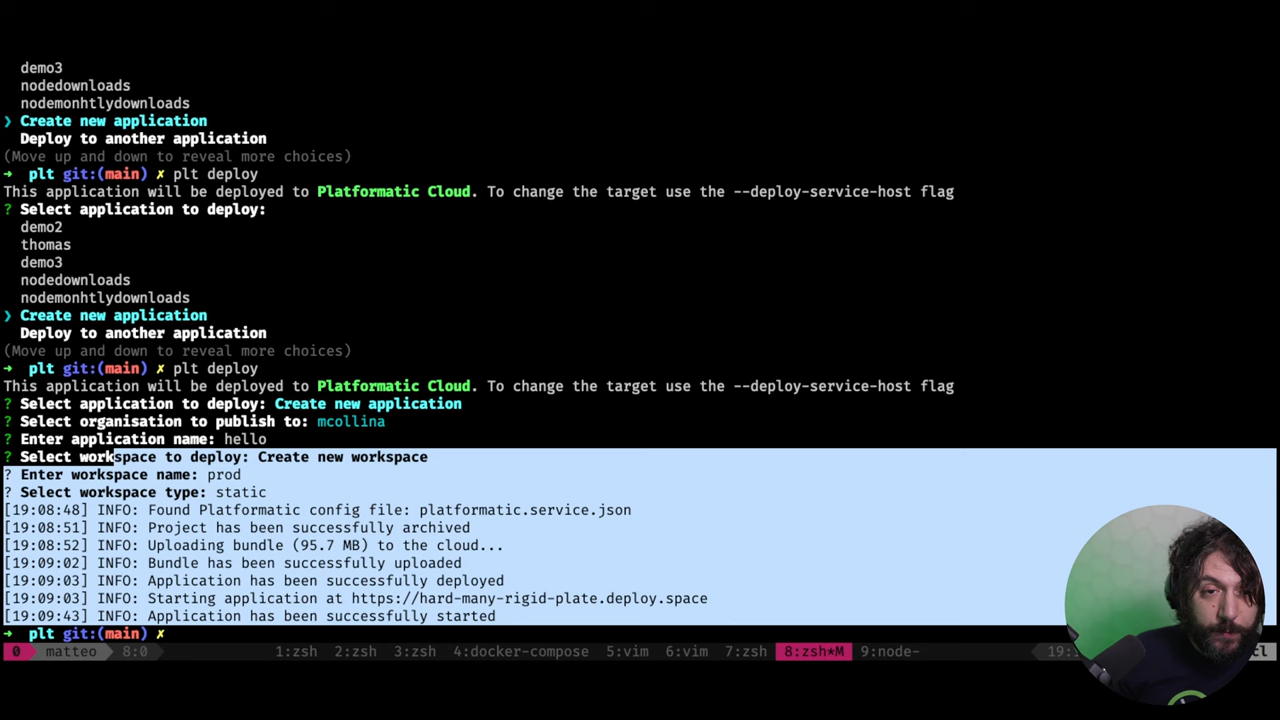 demo3
nodedownloads
nodemonhtlydownloads
❯ Create new application
Deploy to another application
(Move up and down to reveal more choices)
→ plt git:(main) ✗ plt deploy
This application will be deployed to Platformatic Cloud. To change the target use the --deploy-service-host flag
? Select application to deploy:
demo2
thomas
demo3
nodedownloads
nodemonhtlydownloads
❯ Create new application
Deploy to another application
(Move up and down to reveal more choices)
→ plt git:(main) ✗ plt deploy
This application will be deployed to Platformatic Cloud. To change the target use the --deploy-service-host flag
? Select application to deploy: Create new application
? Select organisation to publish to: mcollina
? Enter application name: hello
? Select workspace to deploy: Create new workspace
? Enter workspace name: prod
? Select workspace type: static
[19:08:48] INFO: Found Platformatic config file: platformatic.service.json
[19:08:51] INFO: Project has been successfully archived
[19:08:52] INFO: Uploading bundle (95.7 MB) to the cloud...
[19:09:02] INFO: Bundle has been successfully uploaded
[19:09:03] INFO: Application has been successfully deployed
[19:09:03] INFO: Starting application at https://hard-many-rigid-plate.deploy.space
[19:09:43] INFO: Application has been successfully started
→ plt git:(main) ✗
0 matteo 8:0 1:zsh 2:zsh 3:zsh 4:docker-compose 5:vim 6:vim 7:zsh 8:zsh*M 9:node-